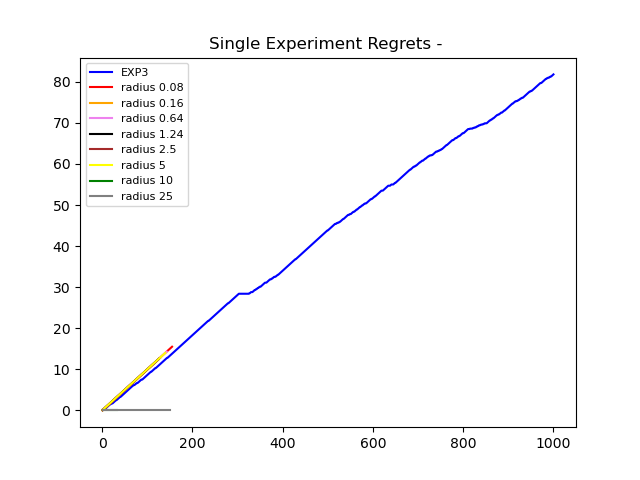 Single Experiment Regrets -
EXP3
radius 0.08
radius 0.16
radius 0.64
radius 1.24
radius 2.5
radius 5
radius 10
radius 25
80
70
60
50
40
30
20
10
0
0 200 400 600 800 1000